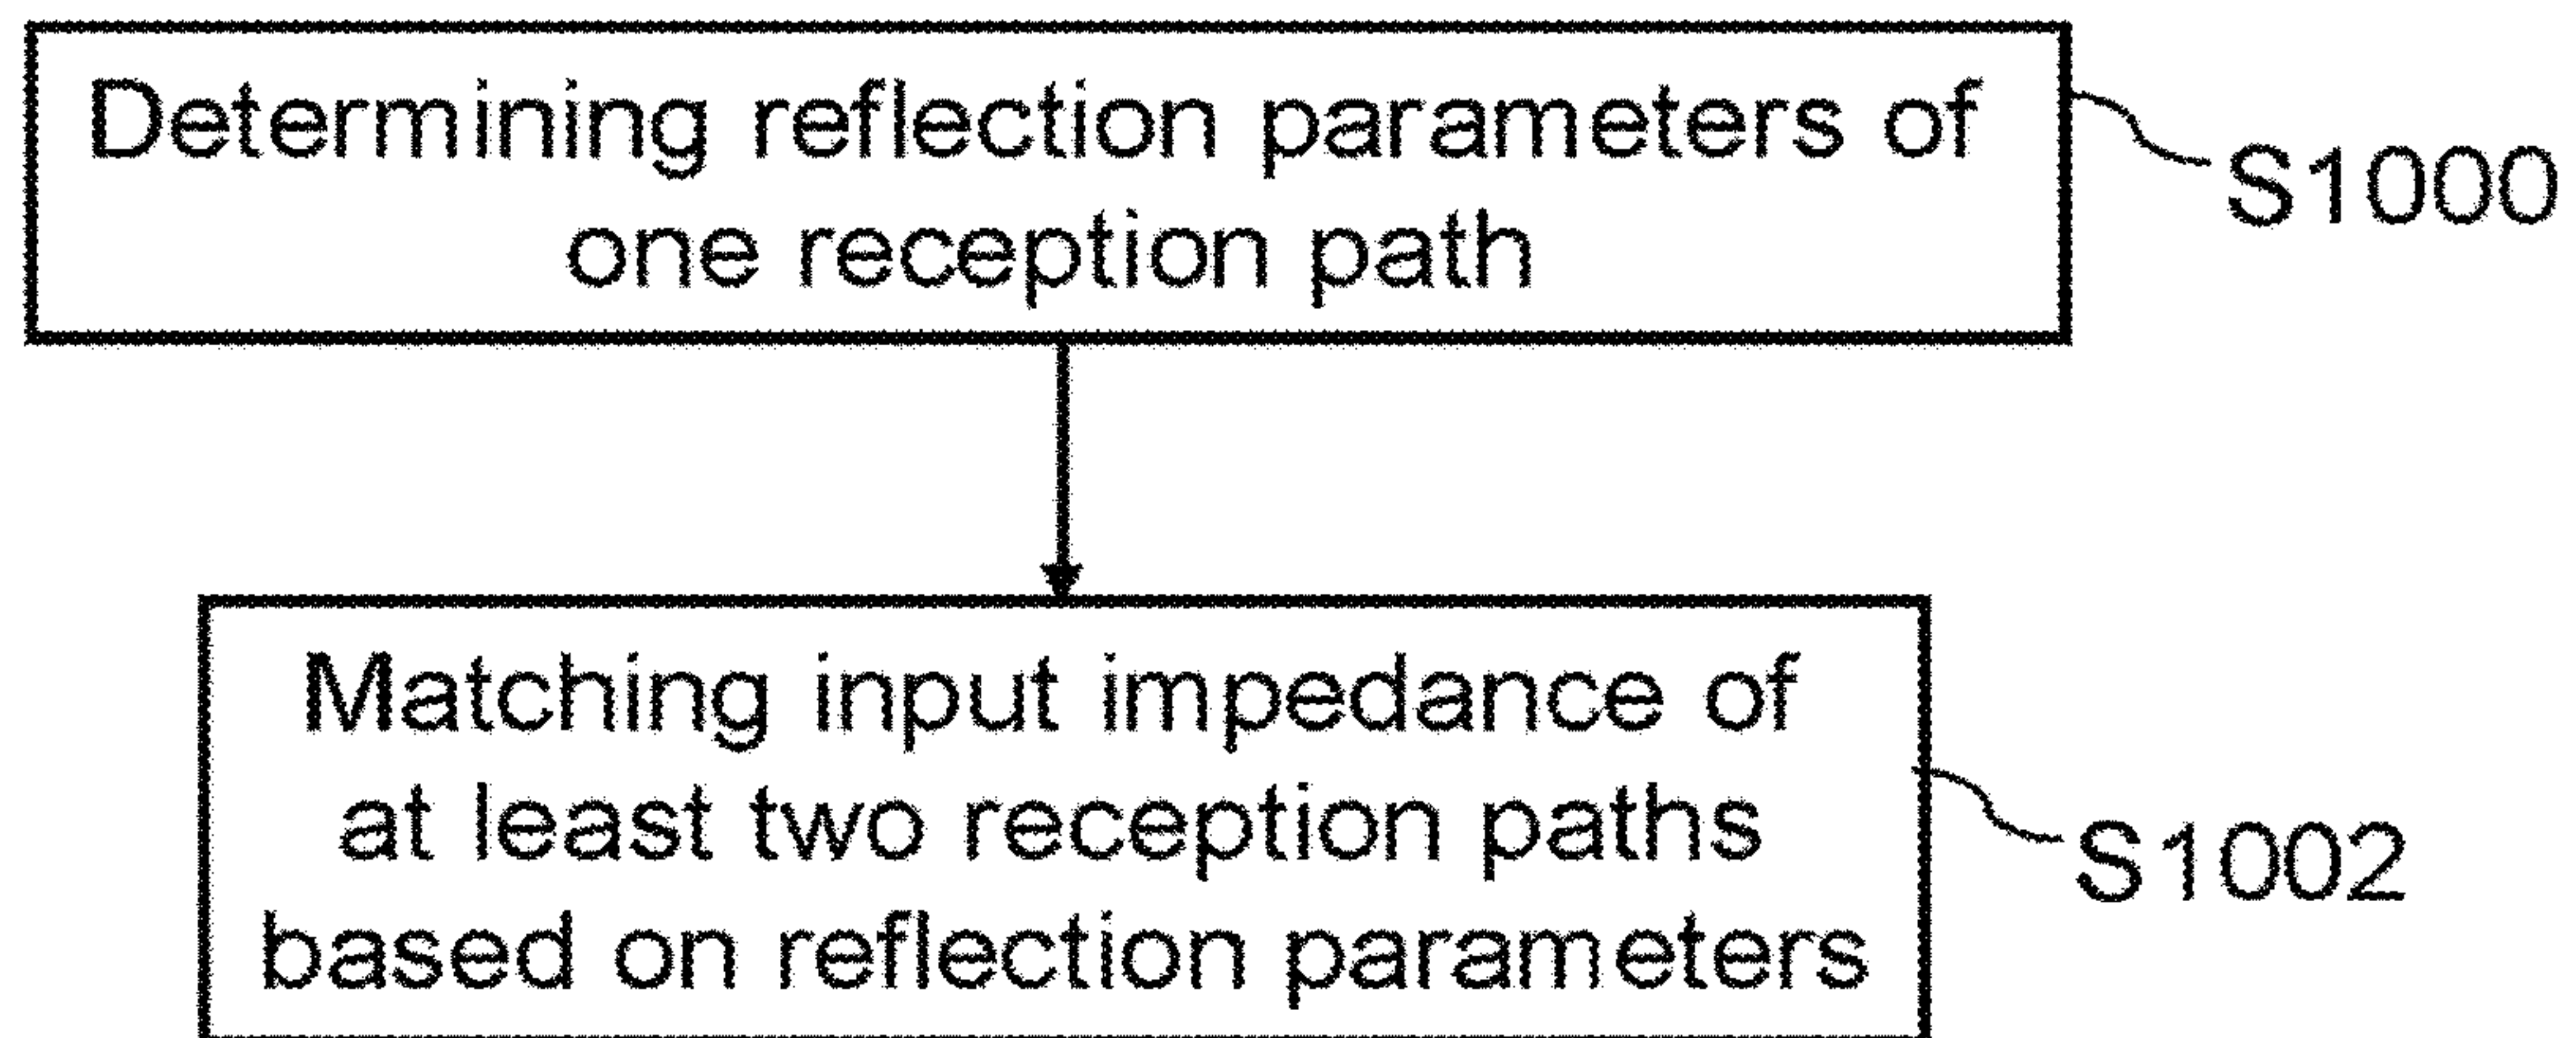 Determining reflection parameters of
one reception path
S1000
Matching input impedance of
at least two reception paths
based on reflection parameters
S1002